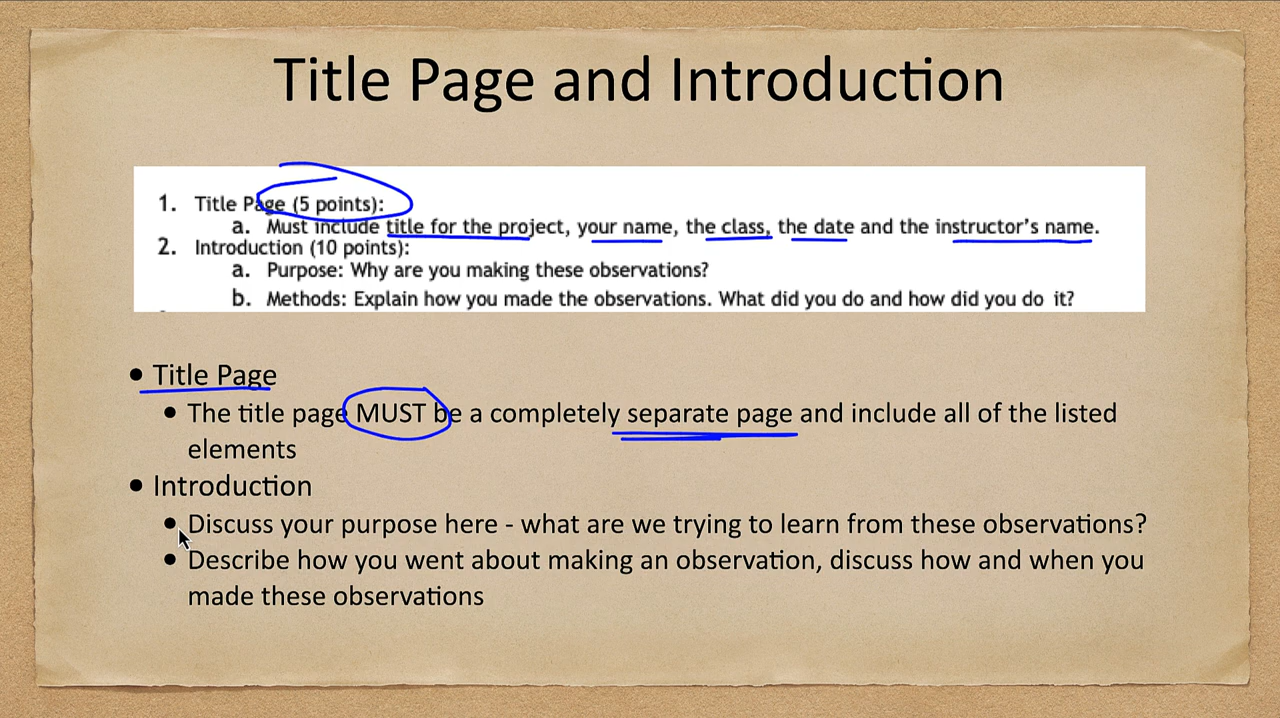 Title Page and Introduction
1. Title Page (5 points):
a. Must include title for the project, your name, the class, the date and the instructor's name.
2. Introduction (10 points):
a. Purpose: Why are you making these observations?
b. Methods: Explain how you made the observations. What did you do and how did you do it?
• Title Page
• The title page MUST be a completely separate page and include all of the listed
elements
• Introduction
• Discuss your purpose here - what are we trying to learn from these observations?
• Describe how you went about making an observation, discuss how and when you
made these observations